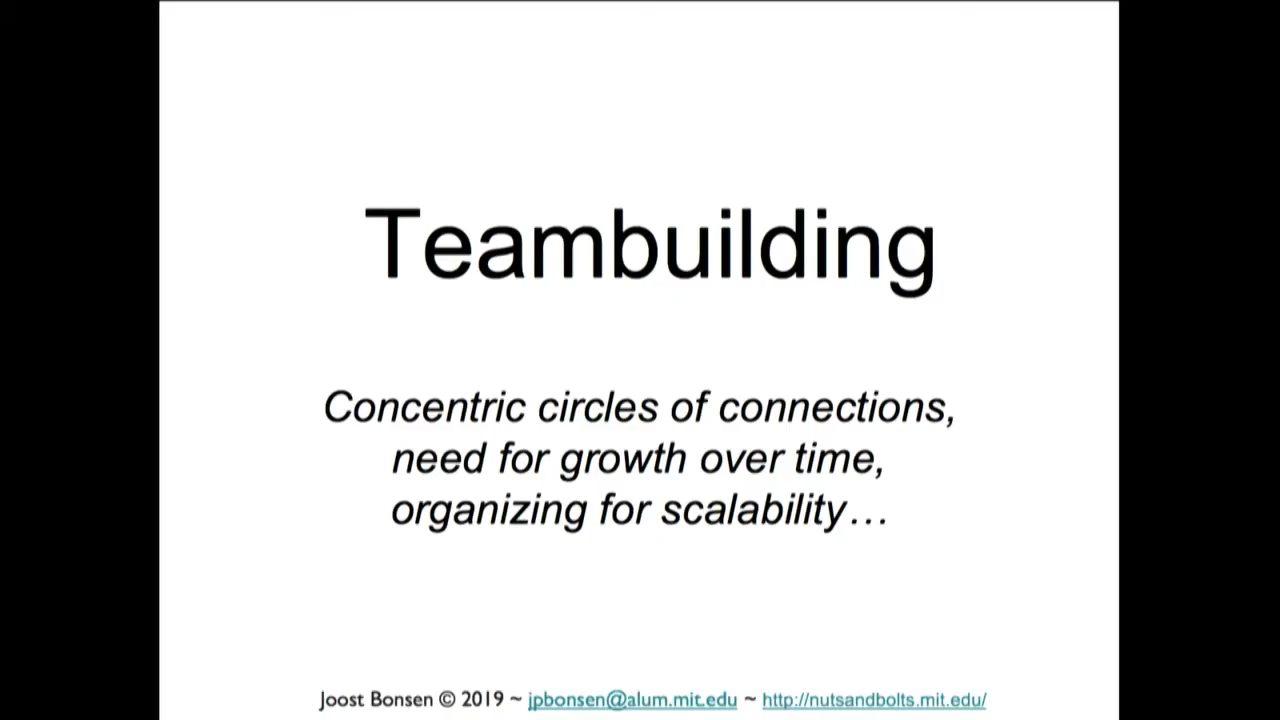 Teambuilding
Concentric circles of connections,
need for growth over time,
organizing for scalability…
Joost Bonsen © 2019 ~ jpbonsen@alum.mit.edu ~ http://nutsandbolts.mit.edu/